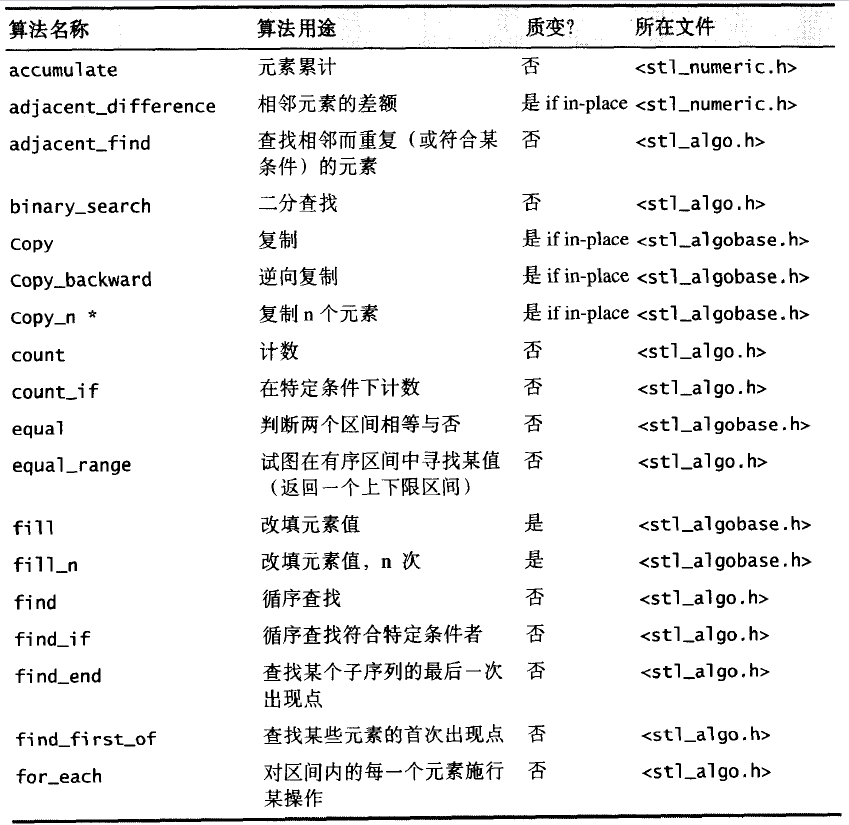 算法名称 算法用途 质变? 所在文件
accumulate 元素累计 否 <stl_numeric.h>
adjacent_difference 相邻元素的差额 是 if in-place <stl_numeric.h>
adjacent_find 查找相邻而重复（或符合某 否 <stl_algo.h>
条件）的元素
binary_search 二分查找 否 <stl_algo.h>
Copy 复制 是 if in-place <stl_algobase.h>
Copy_backward 逆向复制 是 if in-place <stl_algobase.h>
Copy_n * 复制 n 个元素 是 if in-place <stl_algobase.h>
count 计数 否 <stl_algo.h>
count_if 在特定条件下计数 否 <stl_algo.h>
equal 判断两个区间相等与否 否 <stl_algobase.h>
equal_range 试图在有序区间中寻找某值 否 <stl_algo.h>
（返回一个上下限区间）
fill 改填元素值 是 <stl_algobase.h>
fill_n 改填元素值，n 次 是 <stl_algobase.h>
find 循序查找 否 <stl_algo.h>
find_if 循序查找符合特定条件者 否 <stl_algo.h>
find_end 查找某个子序列的最后一次 否 <stl_algo.h>
出现点
find_first_of 查找某些元素的首次出现点 否 <stl_algo.h>
for_each 对区间内的每一个元素施行 否 <stl_algo.h>
某操作